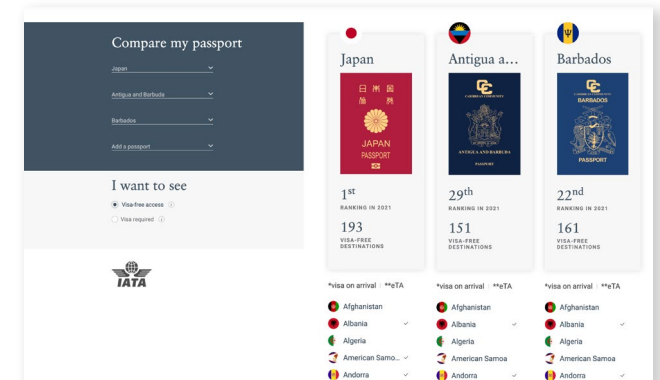 Compare my passport
Japan
Antigua and Barbuda
Barbados
Add a passport
I want to see
Visa-free access
Visa required
IATA
Japan
日本国
旅券
JAPAN
PASSPORT
1st
RANKING IN 2021
193
VISA-FREE
DESTINATIONS
*visa on arrival | **eTA
Afghanistan
Albania
Algeria
American Samo...
Andorra
Antigua a...
CARIBBEAN COMMUNITY
ANTIGUA AND BARBUDA
PASSPORT
29th
RANKING IN 2021
151
VISA-FREE
DESTINATIONS
*visa on arrival | **eTA
Afghanistan
Albania
Algeria
American Samoa
Andorra
Barbados
CARIBBEAN COMMUNITY
BARBADOS
PASSPORT
22nd
RANKING IN 2021
161
VISA-FREE
DESTINATIONS
*visa on arrival | **eTA
Afghanistan
Albania
Algeria
American Samoa
Andorra